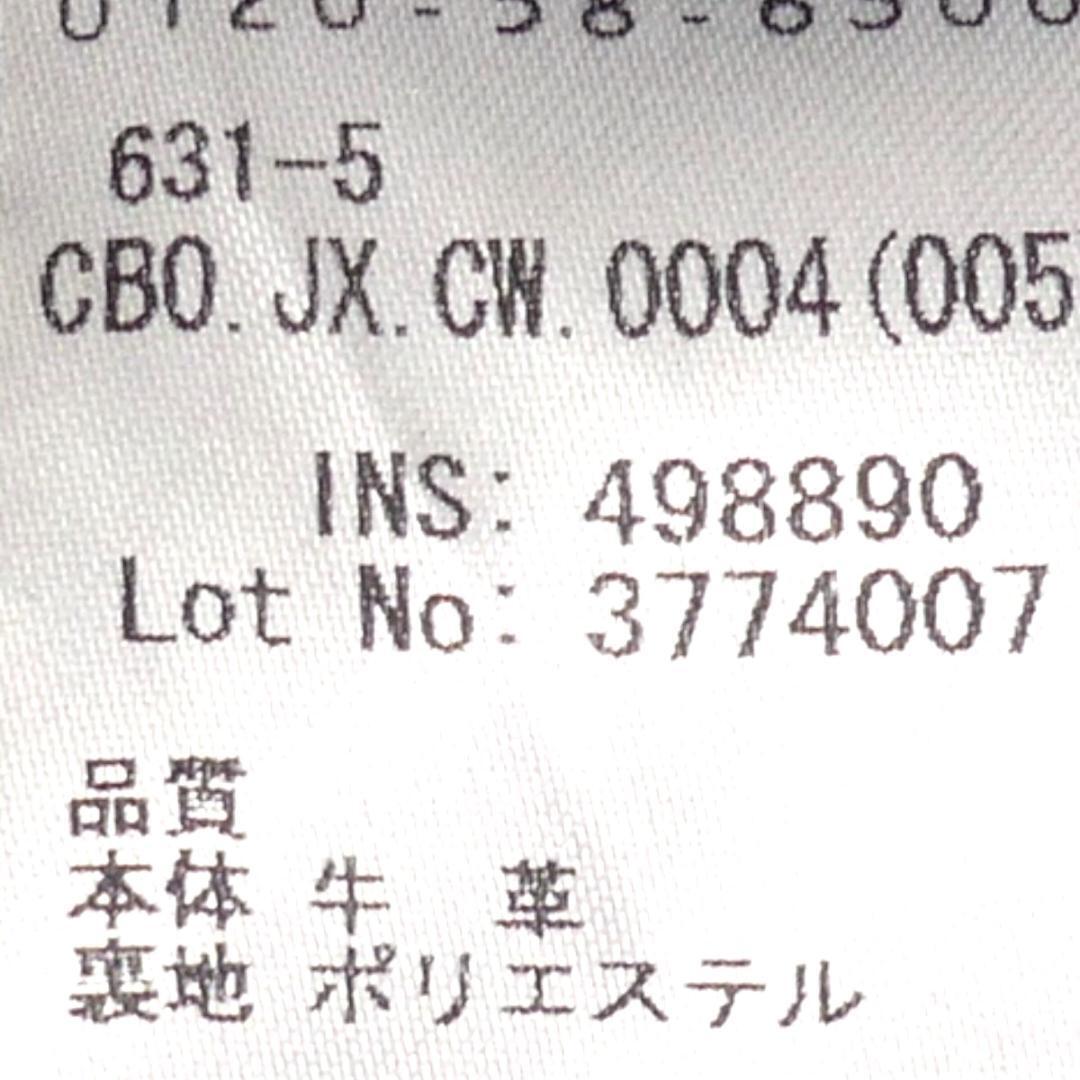 631-5
CBO.JX.CW.0004(005
INS: 498890
Lot No: 3774007
品質
本体 牛 革
裏地 ポリエステル